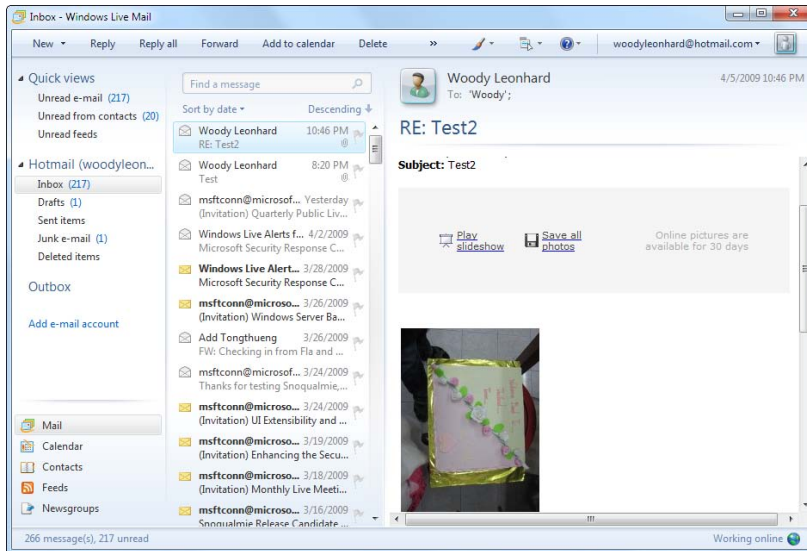 Inbox - Windows Live Mail
New Reply Reply all Forward Add to calendar Delete » woodyleonhard@hotmail.com
Quick views
Unread e-mail (217)
Unread from contacts (20)
Unread feeds
Hotmail (woodyleon...
Inbox (217)
Drafts (1)
Sent items
Junk e-mail (1)
Deleted items
Outbox
Add e-mail account
Mail
Calendar
Contacts
Feeds
Newsgroups
Find a message
Sort by date Descending
Woody Leonhard 10:46 PM
RE: Test2
Woody Leonhard 8:20 PM
Test
msftconn@microsof... Yesterday
(Invitation) Quarterly Public Liv...
Windows Live Alerts f... 4/2/2009
Microsoft Security Response C...
Windows Live Alert... 3/28/2009
Microsoft Security Response C...
msftconn@microso... 3/26/2009
(Invitation) Windows Server Ba...
Add Tongthueng 3/26/2009
FW: Checking in from Fla and ...
msftconn@microsof... 3/24/2009
Thanks for testing Snoqualmie,...
msftconn@microso... 3/24/2009
(Invitation) UI Extensibility and ...
msftconn@microso... 3/19/2009
(Invitation) Enhancing the Secu...
msftconn@microso... 3/18/2009
(Invitation) Monthly Live Meeti...
msftconn@microso... 3/16/2009
Snoqualmie Release Candidate ...
Woody Leonhard 4/5/2009 10:46 PM
To: 'Woody';
RE: Test2
Subject: Test2
Play
slideshow
Save all
photos
Online pictures are
available for 30 days
266 message(s), 217 unread
Working online